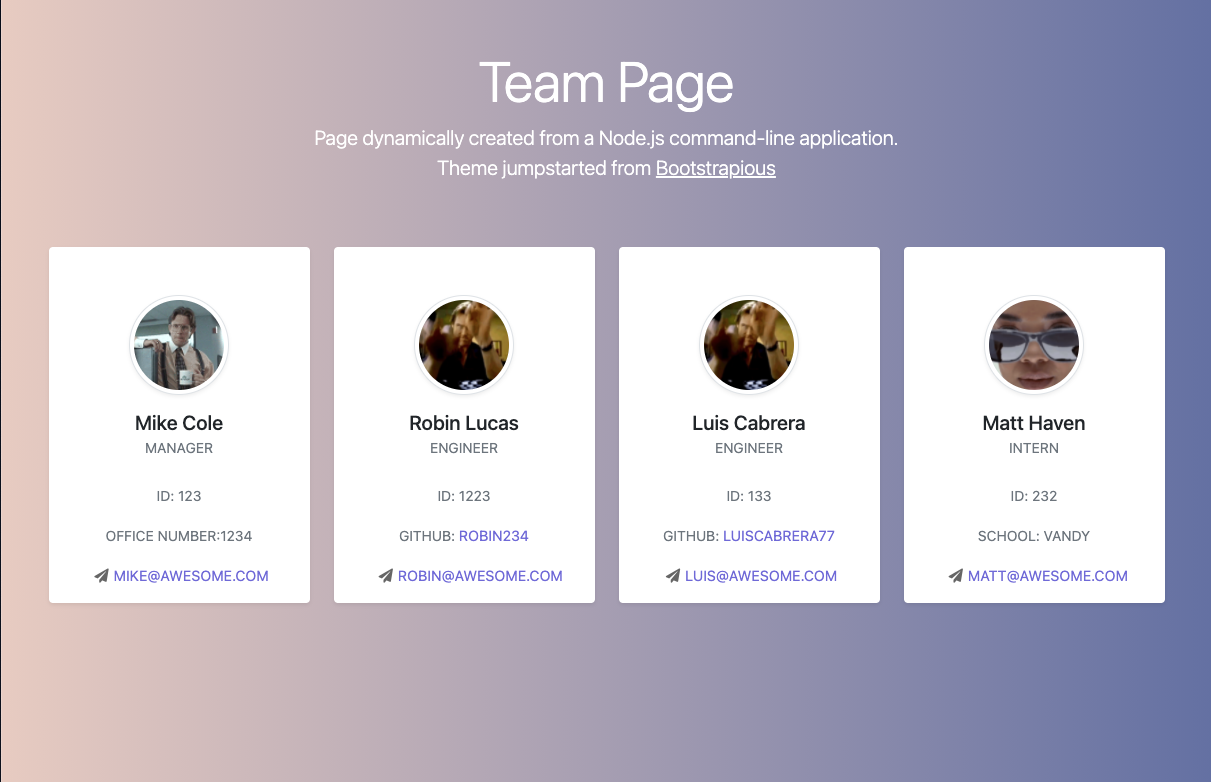 Team Page
Page dynamically created from a Node.js command-line application.
Theme jumpstarted from Bootstrapious
Mike Cole
MANAGER
ID: 123
OFFICE NUMBER:1234
MIKE@AWESOME.COM
Robin Lucas
ENGINEER
ID: 1223
GITHUB: ROBIN234
ROBIN@AWESOME.COM
Luis Cabrera
ENGINEER
ID: 133
GITHUB: LUISCABRERA77
LUIS@AWESOME.COM
Matt Haven
INTERN
ID: 232
SCHOOL: VANDY
MATT@AWESOME.COM